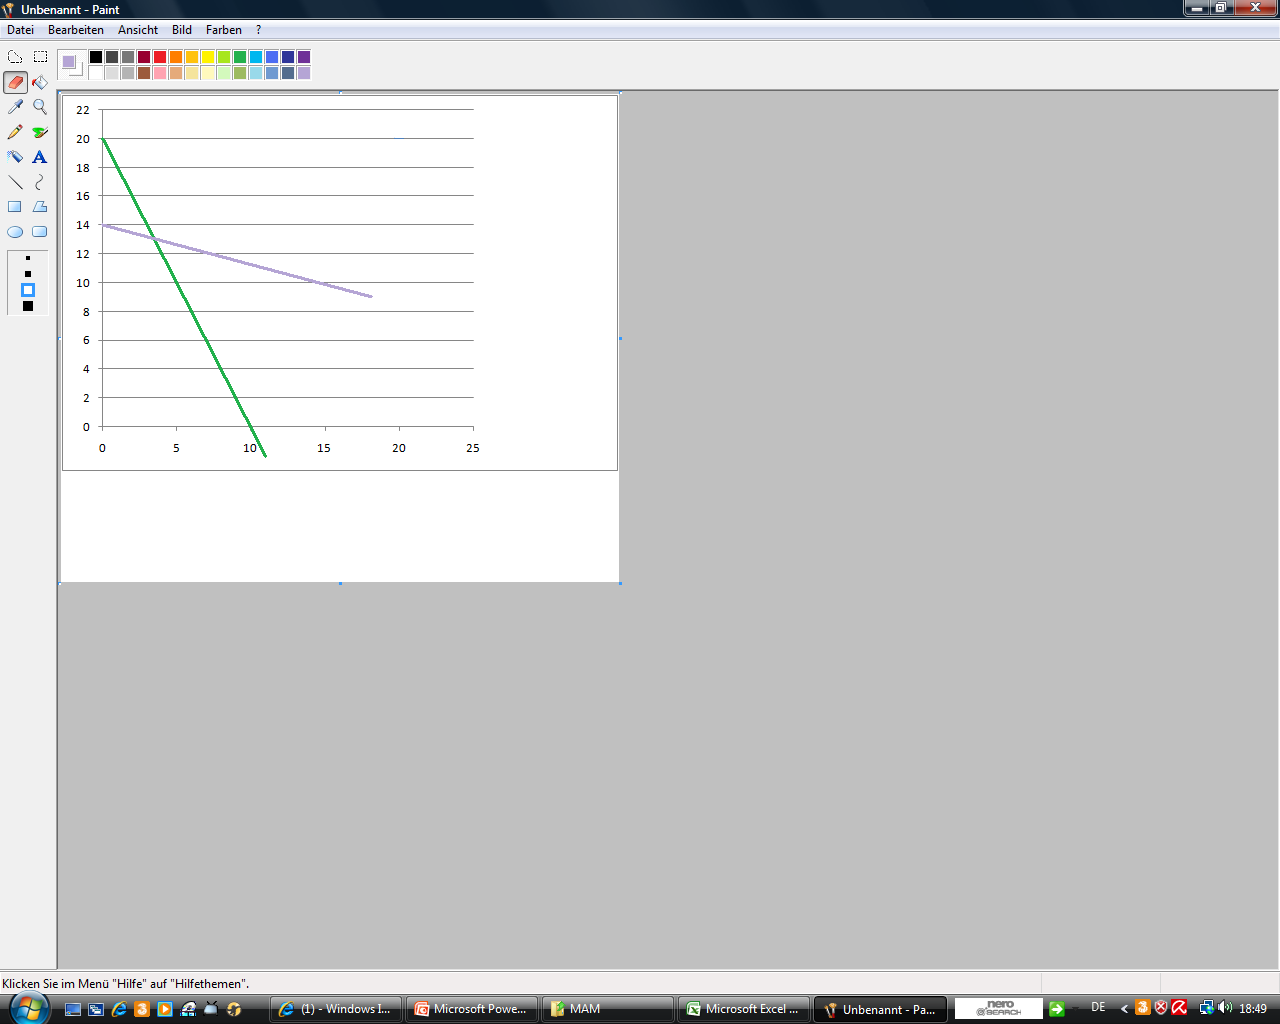 Unbenannt - Paint
Datei Bearbeiten Ansicht Bild Farben ?
22
20
18
16
14
12
10
8
6
4
2
0
0 5 10 15 20 25
Klicken Sie im Menü "Hilfe" auf "Hilfethemen".
(1) - Windows I... Microsoft Powe... MAM Microsoft Excel ... Unbenannt - Pa... nero SEARCH DE 18:49